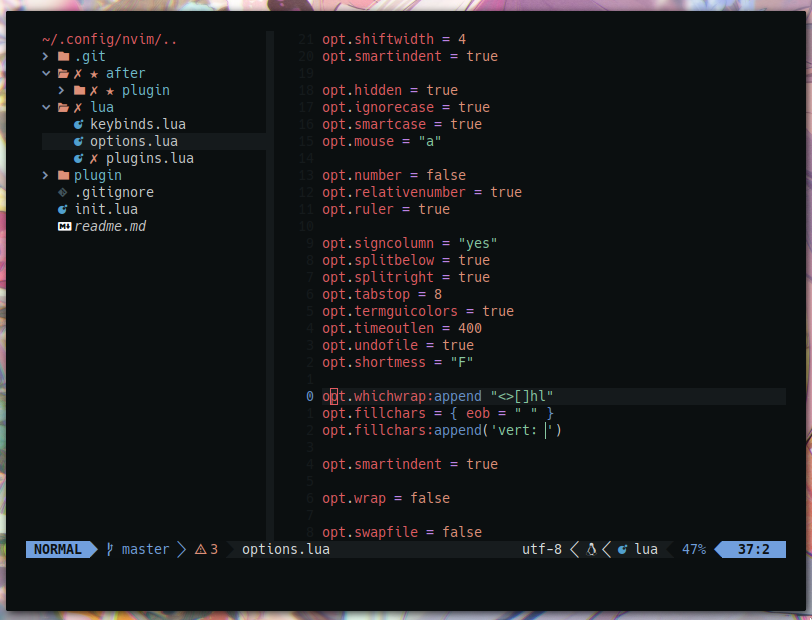 ~/.config/nvim/..
.git
✗ ★ after
✗ ★ plugin
✗ lua
keybinds.lua
options.lua
✗ plugins.lua
plugin
.gitignore
init.lua
readme.md
21 opt.shiftwidth = 4
20 opt.smartindent = true
19
18 opt.hidden = true
17 opt.ignorecase = true
16 opt.smartcase = true
15 opt.mouse = "a"
14
13 opt.number = false
12 opt.relativenumber = true
11 opt.ruler = true
10
9 opt.signcolumn = "yes"
8 opt.splitbelow = true
7 opt.splitright = true
6 opt.tabstop = 8
5 opt.termguicolors = true
4 opt.timeoutlen = 400
3 opt.undofile = true
2 opt.shortmess = "F"
1
0 opt.whichwrap:append "<>[]hl"
1 opt.fillchars = { eob = " " }
2 opt.fillchars:append('vert: ')
3
4 opt.smartindent = true
5
6 opt.wrap = false
7
8 opt.swapfile = false
NORMAL master ⚠ 3 options.lua utf-8 lua 47% 37:2